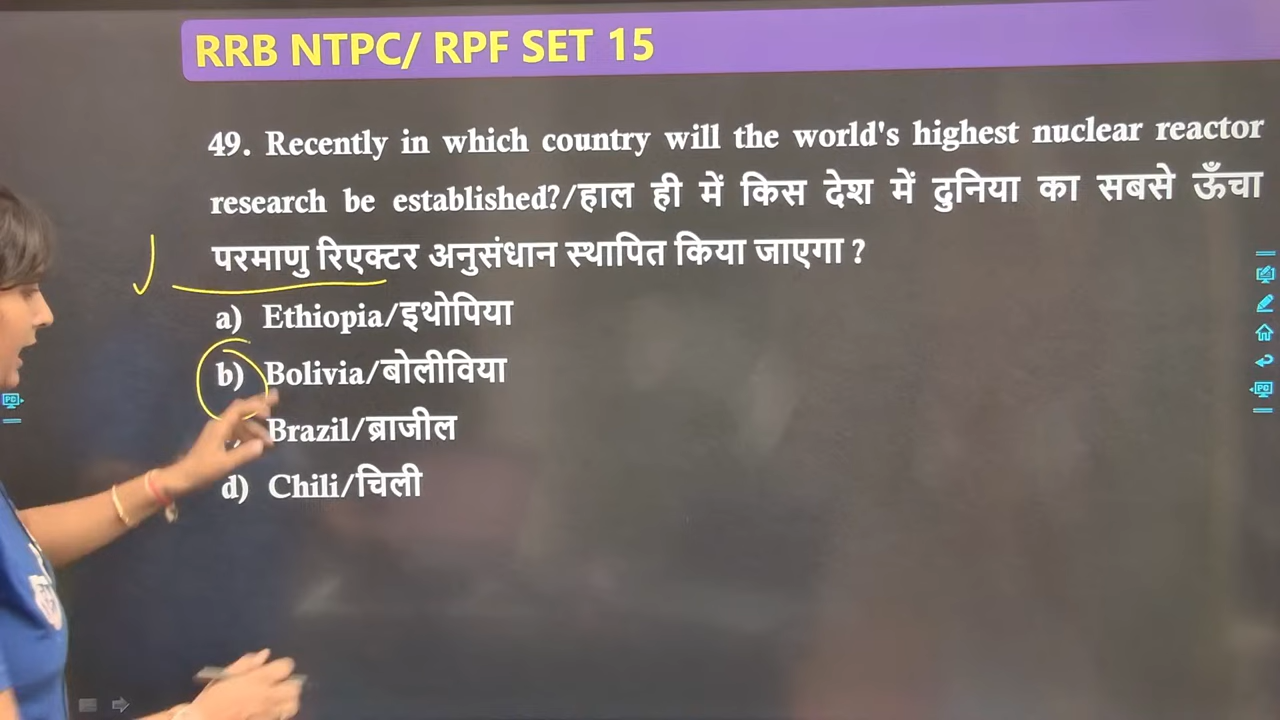 RRB NTPC/ RPF SET 15
49. Recently in which country will the world's highest nuclear reactor
research be established?/हाल ही में किस देश में दुनिया का सबसे ऊँचा
परमाणु रिएक्टर अनुसंधान स्थापित किया जाएगा ?
a) Ethiopia/इथोपिया
b) Bolivia/बोलीविया
Brazil/ब्राजील
d) Chili/चिली